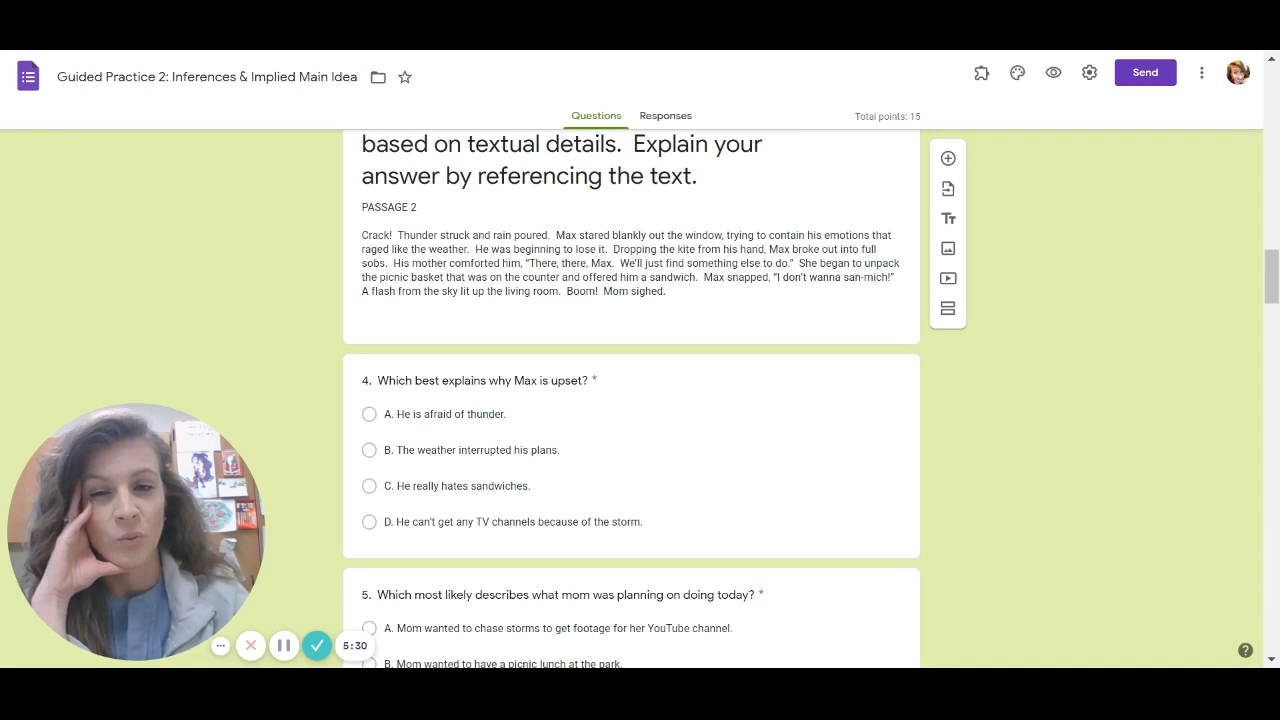 Guided Practice 2: Inferences & Implied Main Idea
Send
Questions
Responses
Total points: 15
based on textual details.  Explain your
answer by referencing the text.
PASSAGE 2
Crack!  Thunder struck and rain poured.  Max stared blankly out the window, trying to contain his emotions that
raged like the weather.  He was beginning to lose it.  Dropping the kite from his hand, Max broke out into full
sobs.  His mother comforted him, “There, there, Max.  We’ll just find something else to do.”  She began to unpack
the picnic basket that was on the counter and offered him a sandwich.  Max snapped, “I don’t wanna san-mich!”
A flash from the sky lit up the living room.  Boom!  Mom sighed.
4.  Which best explains why Max is upset? *
A. He is afraid of thunder.
B. The weather interrupted his plans.
C. He really hates sandwiches.
D. He can’t get any TV channels because of the storm.
5.  Which most likely describes what mom was planning on doing today? *
A. Mom wanted to chase storms to get footage for her YouTube channel.
B. Mom wanted to have a picnic lunch at the park.
5:30